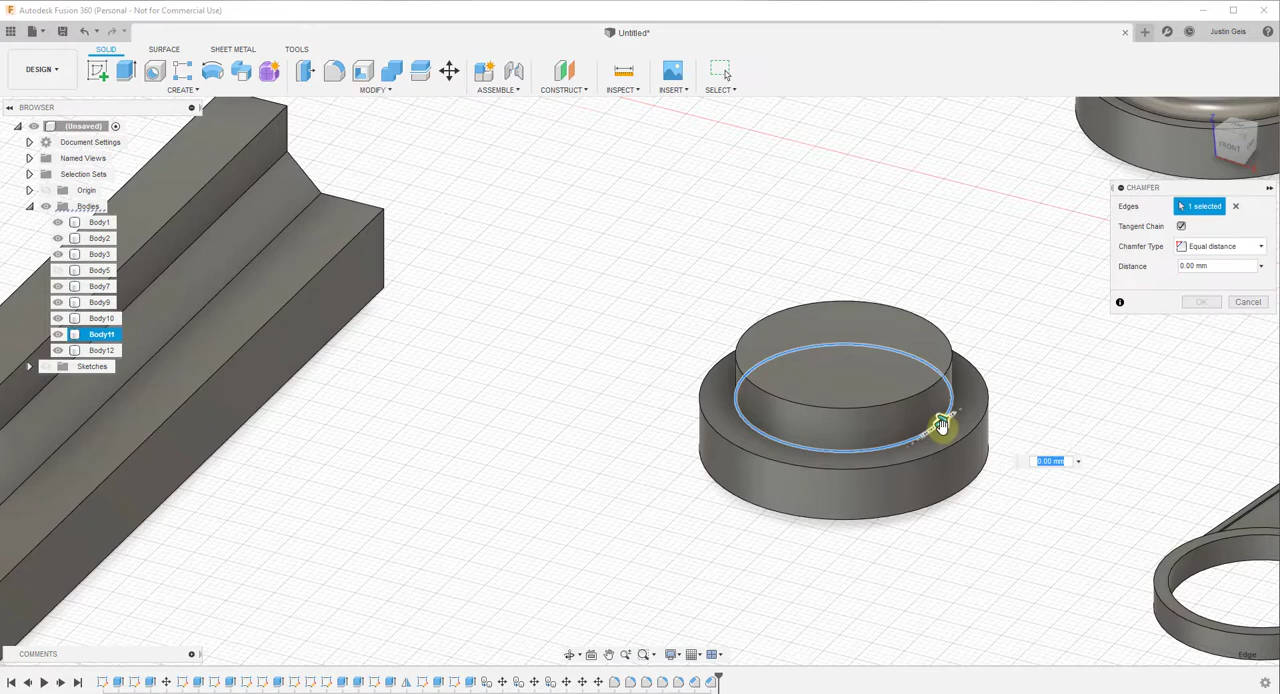 Autodesk Fusion 360 (Personal - Not for Commercial Use)
Untitled*
Justin Geis
SOLID SURFACE SHEET METAL TOOLS
DESIGN
CREATE MODIFY ASSEMBLE CONSTRUCT INSPECT INSERT SELECT
BROWSER
(Unsaved)
Document Settings
Named Views
Selection Sets
Origin
Bodies
Body1
Body2
Body3
Body5
Body7
Body9
Body10
Body11
Body12
Sketches
FRONT
CHAMFER
Edges 1 selected
Tangent Chain
Chamfer Type Equal distance
Distance 0.00 mm
OK Cancel
0.00 mm
COMMENTS
Edge